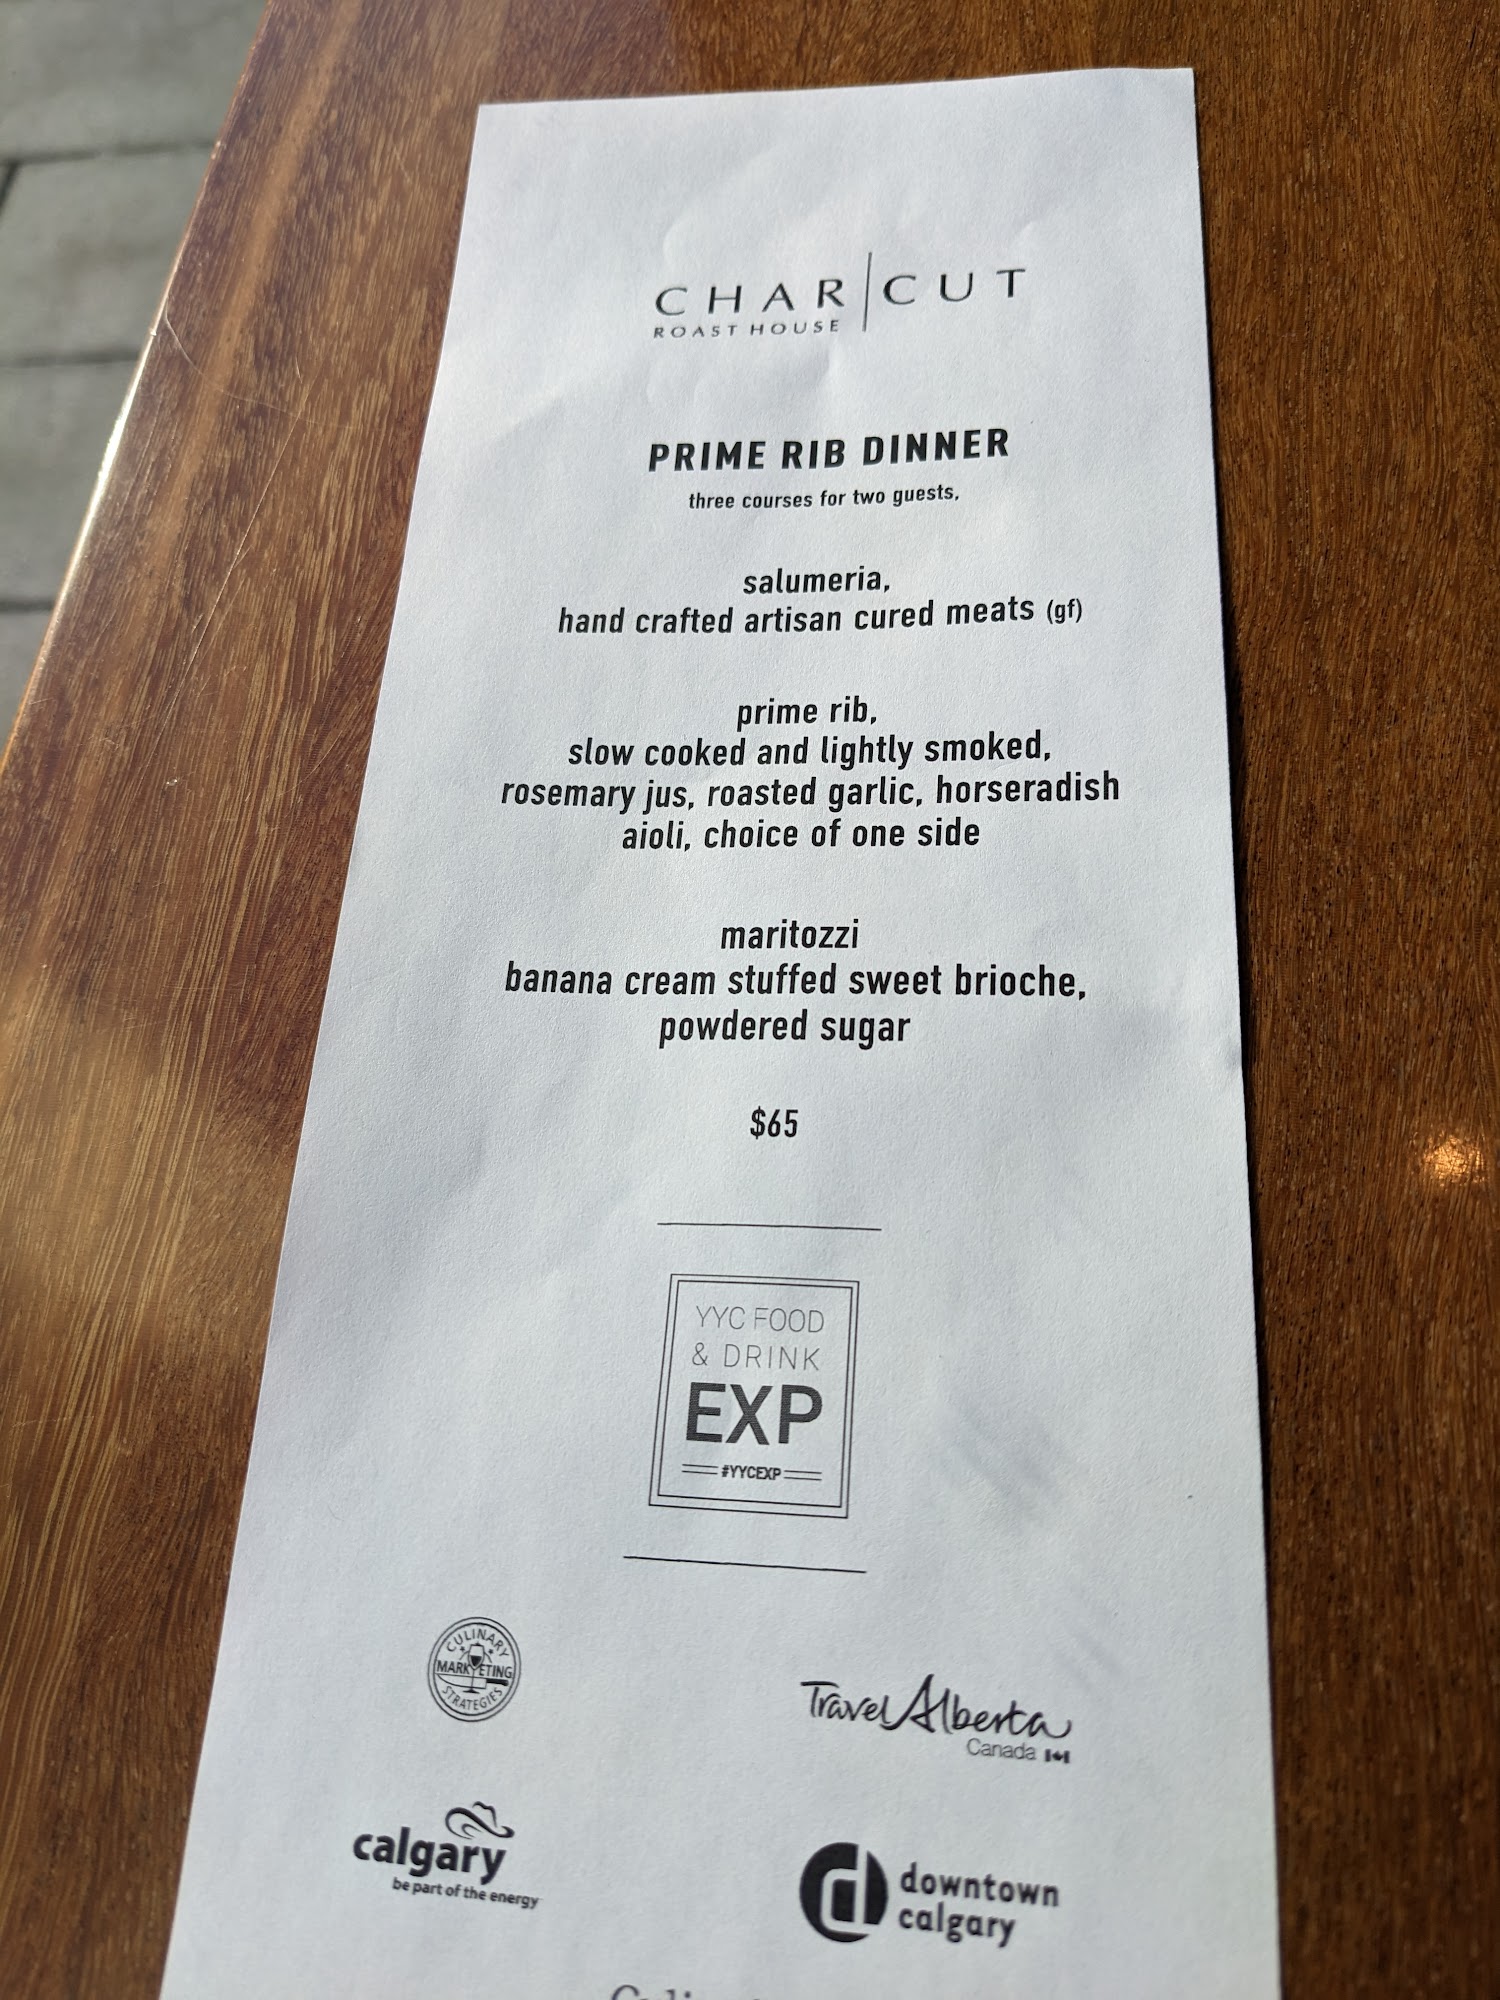 CHAR|CUT
ROAST HOUSE
PRIME RIB DINNER
three courses for two guests,
salumeria,
hand crafted artisan cured meats (gf)
prime rib,
slow cooked and lightly smoked,
rosemary jus, roasted garlic, horseradish
aioli, choice of one side
maritozzi
banana cream stuffed sweet brioche,
powdered sugar
$65
YYC FOOD
& DRINK
EXP
#YYCEXP
CULINARY
MARKETING
STRATEGIES
Travel Alberta
Canada
calgary
be part of the energy
downtown
calgary